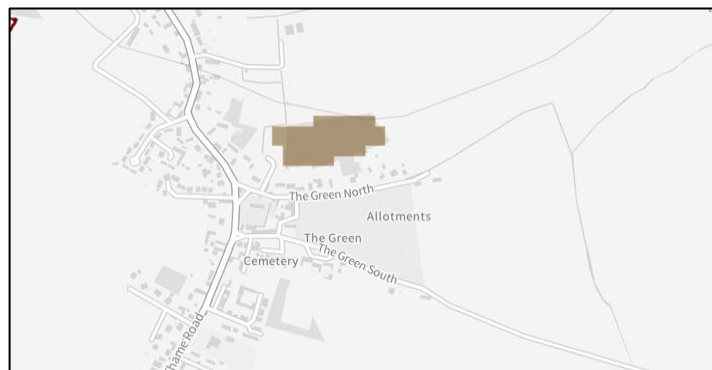 The Green North
Allotments
The Green
The Green South
Cemetery
Thame Road